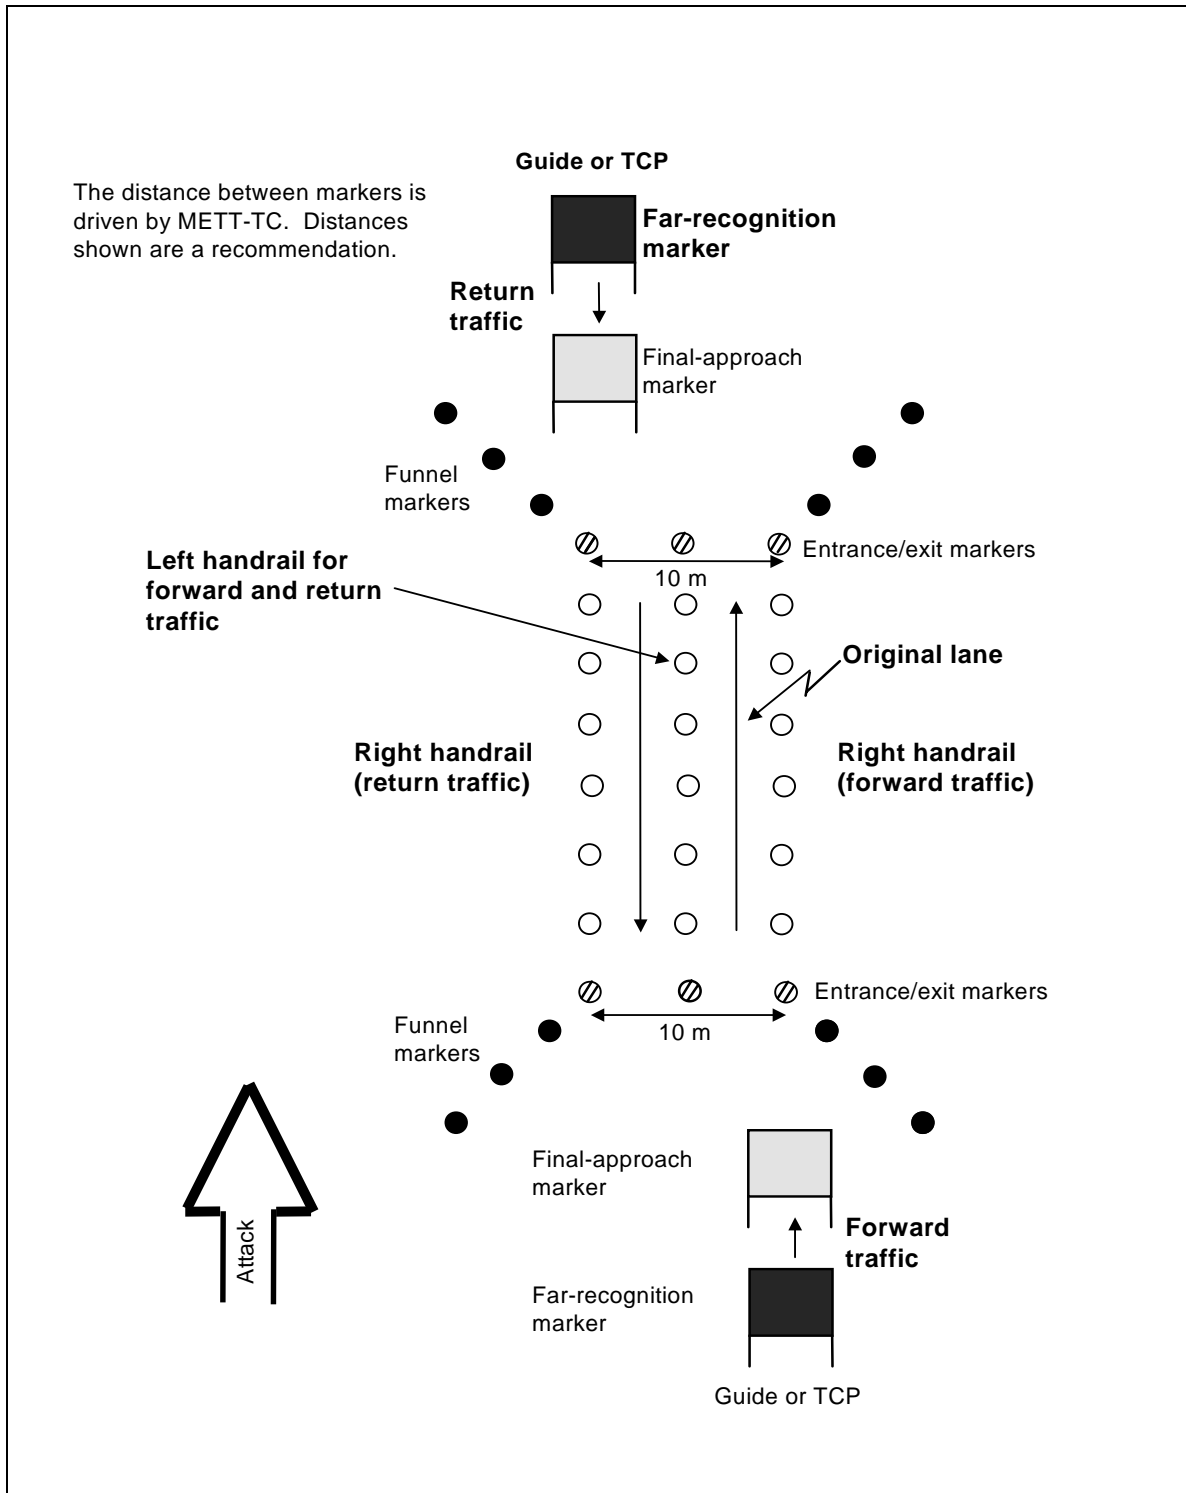 Guide or TCP
The distance between markers is
driven by METT-TC.  Distances
shown are a recommendation.
Far-recognition
marker
Return
traffic
Final-approach
marker
Funnel
markers
Entrance/exit markers
10 m
Left handrail for
forward and return
traffic
Original lane
Right handrail
(return traffic)
Right handrail
(forward traffic)
Entrance/exit markers
10 m
Funnel
markers
Attack
Final-approach
marker
Forward
traffic
Far-recognition
marker
Guide or TCP